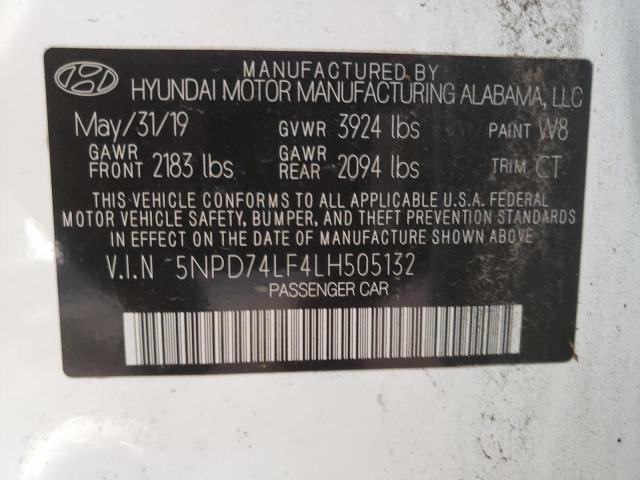 MANUFACTURED BY
HYUNDAI MOTOR MANUFACTURING ALABAMA, LLC
May/31/19 GVWR 3924 lbs PAINT W8
GAWR FRONT 2183 lbs GAWR REAR 2094 lbs TRIM CT
THIS VEHICLE CONFORMS TO ALL APPLICABLE U.S.A. FEDERAL
MOTOR VEHICLE SAFETY, BUMPER, AND THEFT PREVENTION STANDARDS
IN EFFECT ON THE DATE OF MANUFACTURE SHOWN ABOVE
V.I.N 5NPD74LF4LH505132
PASSENGER CAR